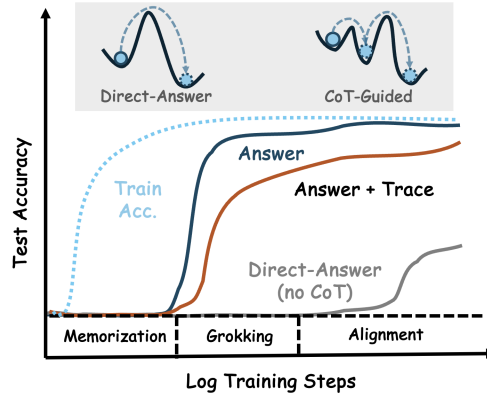 Direct-Answer
CoT-Guided
Test Accuracy
Train
Acc.
Answer
Answer + Trace
Direct-Answer
(no CoT)
Memorization
Grokking
Alignment
Log Training Steps